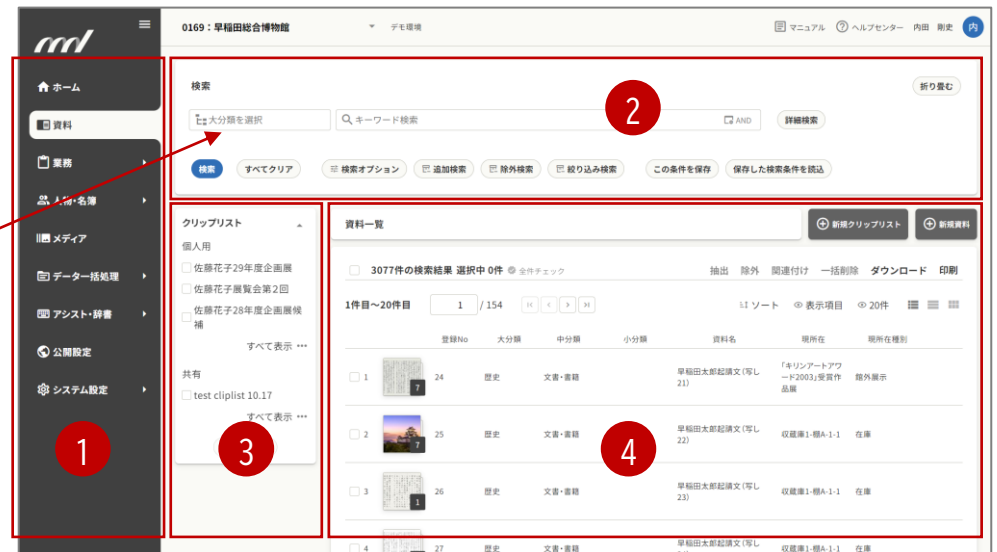 0169：早稲田総合博物館
デモ環境
マニュアル
ヘルプセンター
内田 剛史
内
ホーム
資料
業務
人物・名簿
メディア
データ一括処理
アシスト・辞書
公開設定
システム設定
1
検索
折り畳む
大分類を選択
キーワード検索
AND
詳細検索
2
検索
すべてクリア
検索オプション
追加検索
除外検索
絞り込み検索
この条件を保存
保存した検索条件を読込
クリップリスト
個人用
佐藤花子29年度企画展
佐藤花子展覧会第2回
佐藤花子28年度企画展候
補
すべて表示 •••
共有
test cliplist 10.17
すべて表示 •••
3
資料一覧
新規クリップリスト
新規資料
3077件の検索結果 選択中 0件
全件チェック
抽出 除外 関連付け 一括削除 ダウンロード 印刷
1件目～20件目
1 / 154
ソート
表示項目
20件
登録No 大分類 中分類 小分類 資料名 現所在 現所在種別
1 7 24 歴史 文書・書籍 早稲田太郎起請文（写し
21） 「キリンアートアワ
ード2003」受賞作
品展 館外展示
2 7 25 歴史 文書・書籍 早稲田太郎起請文（写し
22） 収蔵庫1-棚A-1-1 在庫
3 1 26 歴史 文書・書籍 早稲田太郎起請文（写し
23） 収蔵庫1-棚A-1-1 在庫
4 27 歴史 文書・書籍 早稲田太郎起請文（写し
収蔵庫1-棚A-1-1 在庫
4